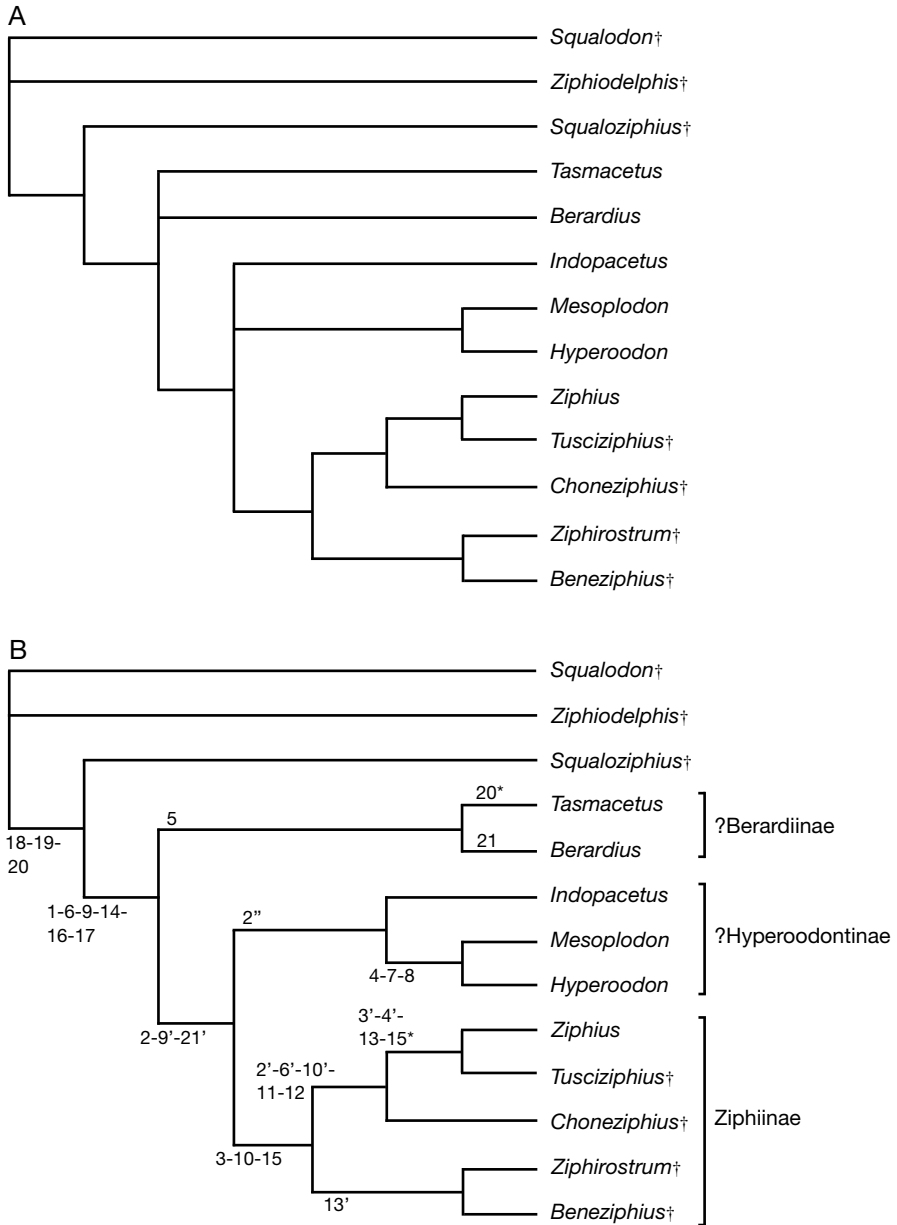 A
Squalodon†
Ziphiodelphis†
Squaloziphius†
Tasmacetus
Berardius
Indopacetus
Mesoplodon
Hyperoodon
Ziphius
Tusciziphius†
Choneziphius†
Ziphirostrum†
Beneziphius†
B
Squalodon†
Ziphiodelphis†
Squaloziphius†
20*
Tasmacetus
5
?Berardiinae
18-19-
20
21
Berardius
Indopacetus
1-6-9-14-
16-17
2”
?Hyperoodontinae
Mesoplodon
4-7-8
Hyperoodon
3’-4’-
13-15*
Ziphius
2-9’-21’
2’-6’-10’-
11-12
Tusciziphius†
Ziphiinae
Choneziphius†
3-10-15
Ziphirostrum†
13’
Beneziphius†